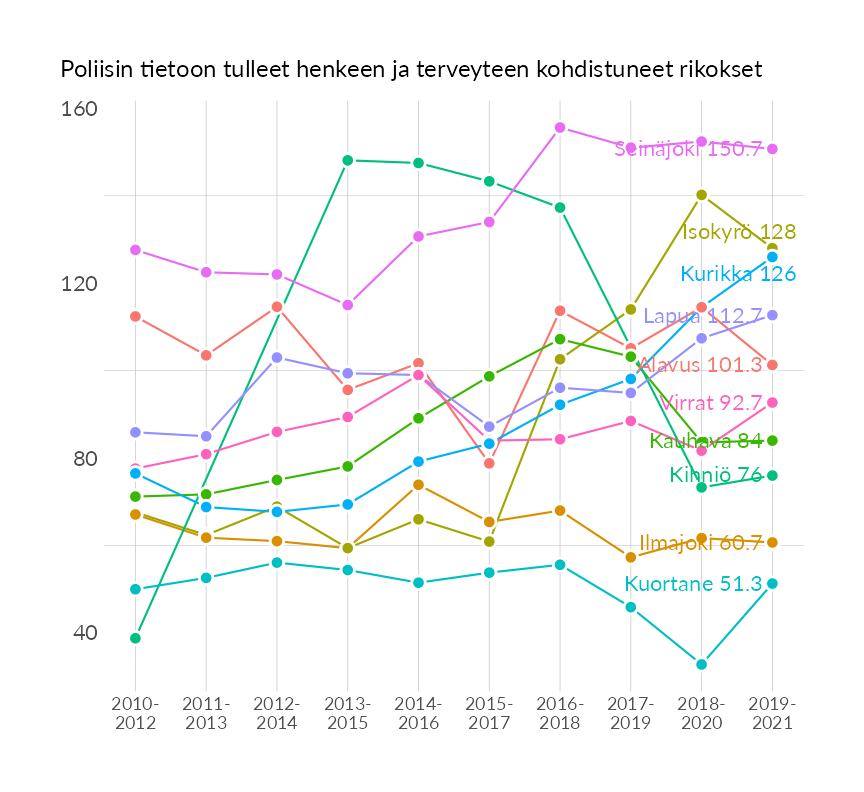 Poliisin tietoon tulleet henkeen ja terveyteen kohdistuneet rikokset
160
120
80
40
Seinäjoki 150.7
Isokyrö 128
Kurikka 126
Lapua 112.7
Alavus 101.3
Virrat 92.7
Kauhava 84
Kihniö 76
Ilmajoki 60.7
Kuortane 51.3
2010-
2012
2011-
2013
2012-
2014
2013-
2015
2014-
2016
2015-
2017
2016-
2018
2017-
2019
2018-
2020
2019-
2021